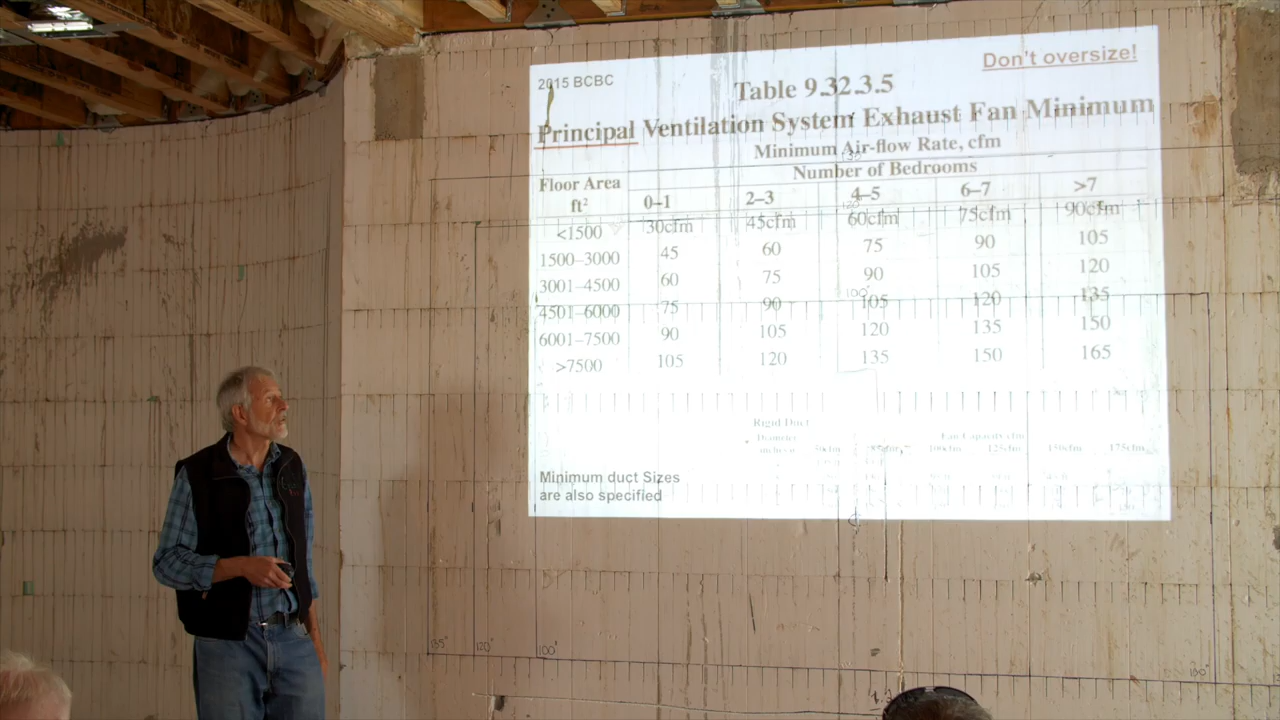 Don't oversize!
2015 BCBC
Table 9.32.3.5
Principal Ventilation System Exhaust Fan Minimum
Minimum Air-flow Rate, cfm
Number of Bedrooms
Floor Area
ft²
0–1 2–3 4–5 6–7 >7
<1500 30cfm 45cfm 60cfm 75cfm 90cfm
1500–3000 45 60 75 90 105
3001–4500 60 75 90 105 120
4501–6000 75 90 105 120 135
6001–7500 90 105 120 135 150
>7500 105 120 135 150 165
Rigid Duct
Diameter Fan Capacity cfm
175cfm
Minimum duct Sizes
are also specified
120"
100"